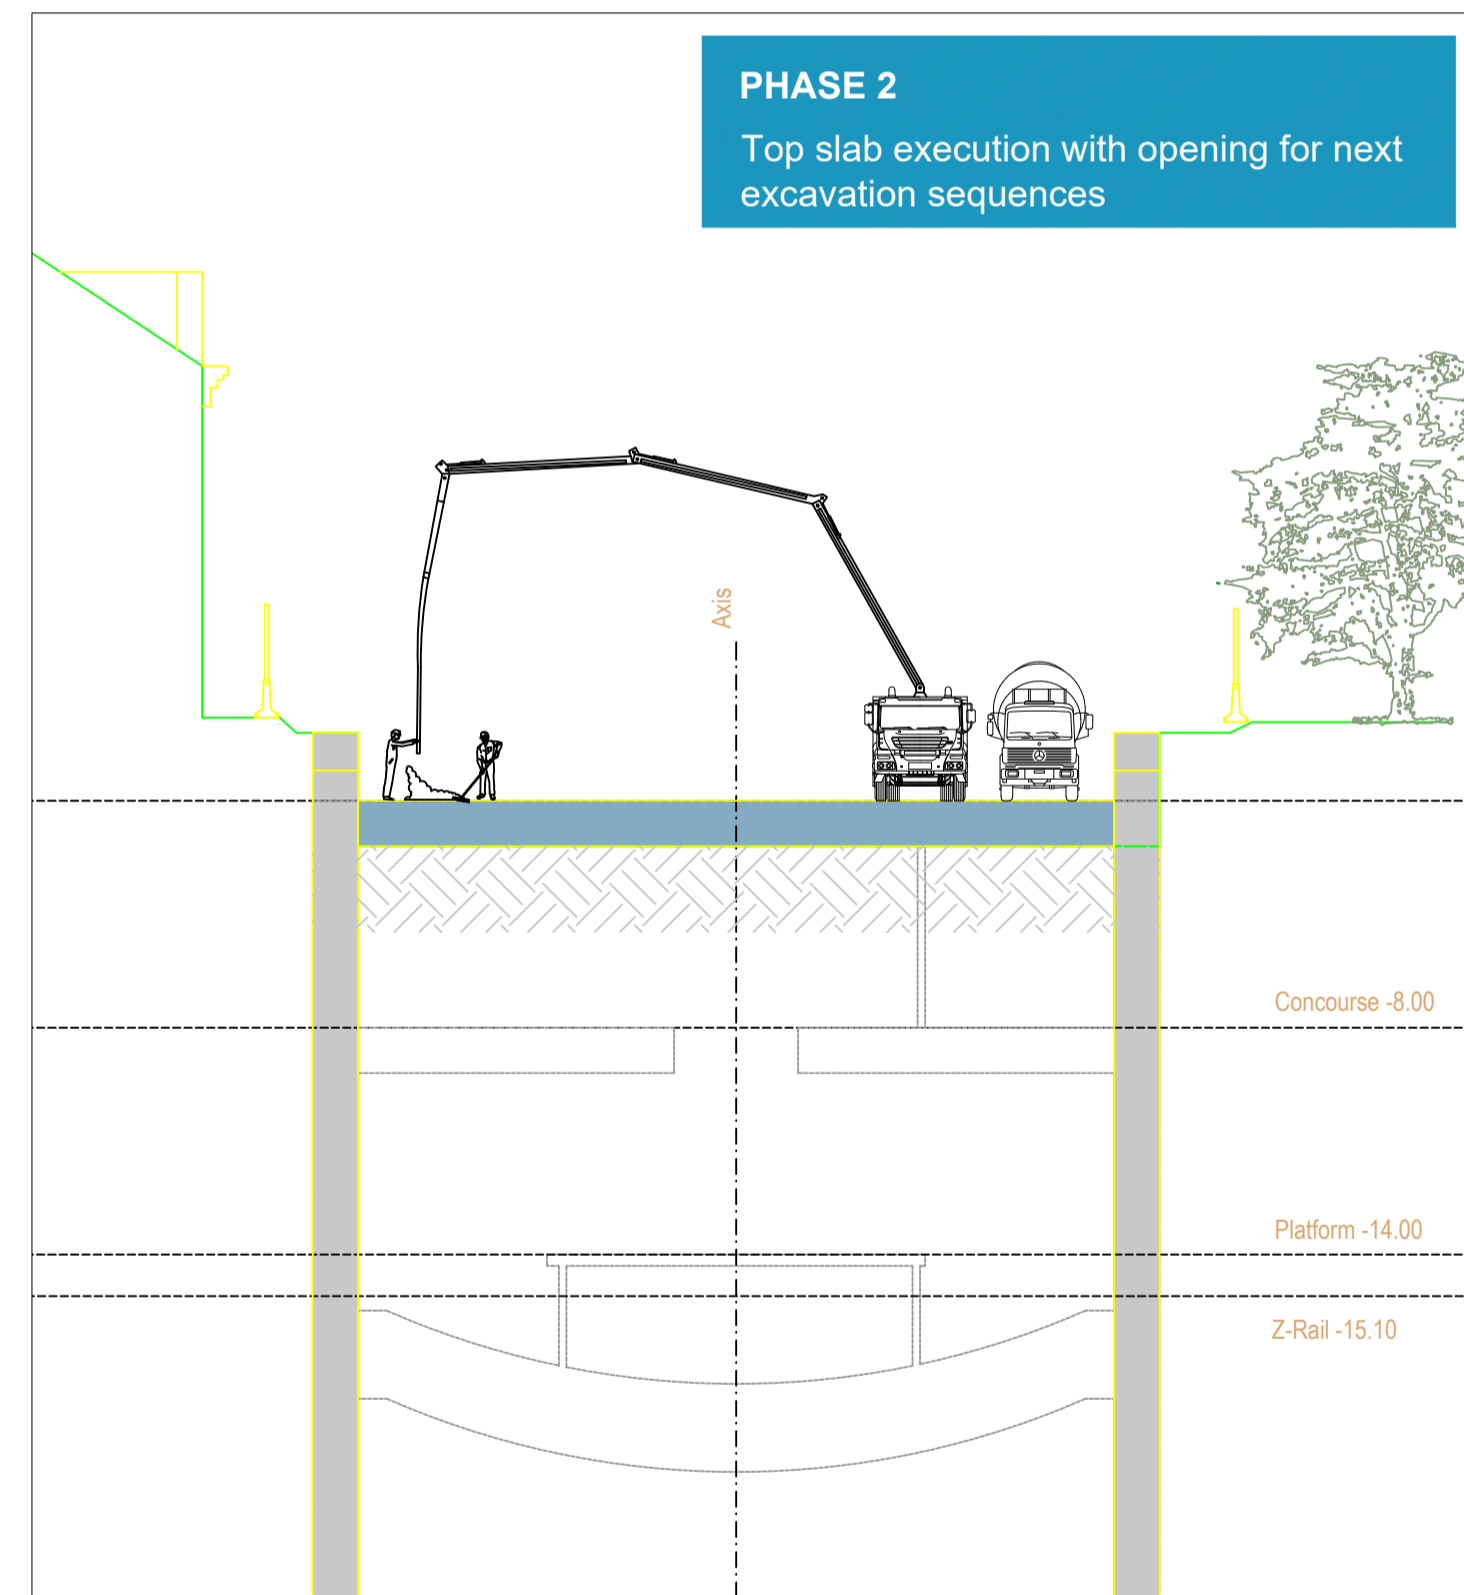 PHASE 2
Top slab execution with opening for next
excavation sequences
Axis
Concourse -8.00
Platform -14.00
Z-Rail -15.10